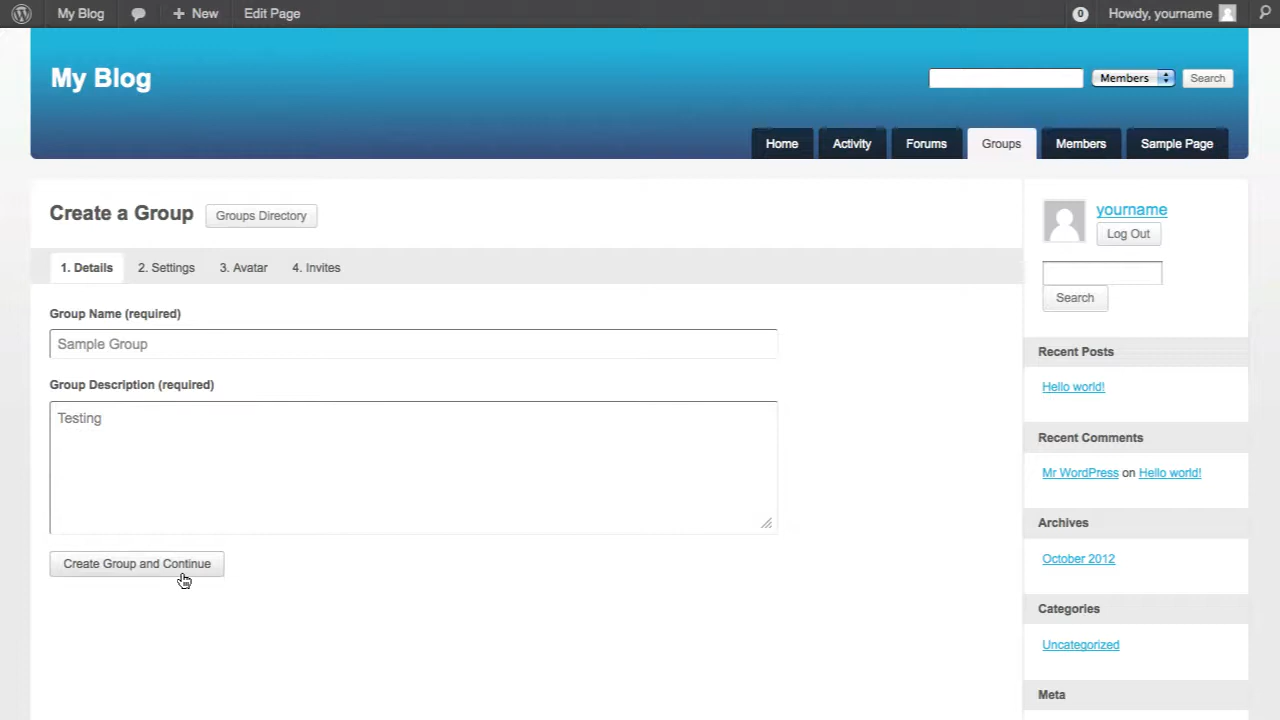 My Blog
New
Edit Page
0
Howdy, yourname
My Blog
Members
Search
Home
Activity
Forums
Groups
Members
Sample Page
Create a Group
Groups Directory
1. Details
2. Settings
3. Avatar
4. Invites
Group Name (required)
Sample Group
Group Description (required)
Testing
Create Group and Continue
yourname
Log Out
Search
Recent Posts
Hello world!
Recent Comments
Mr WordPress on Hello world!
Archives
October 2012
Categories
Uncategorized
Meta